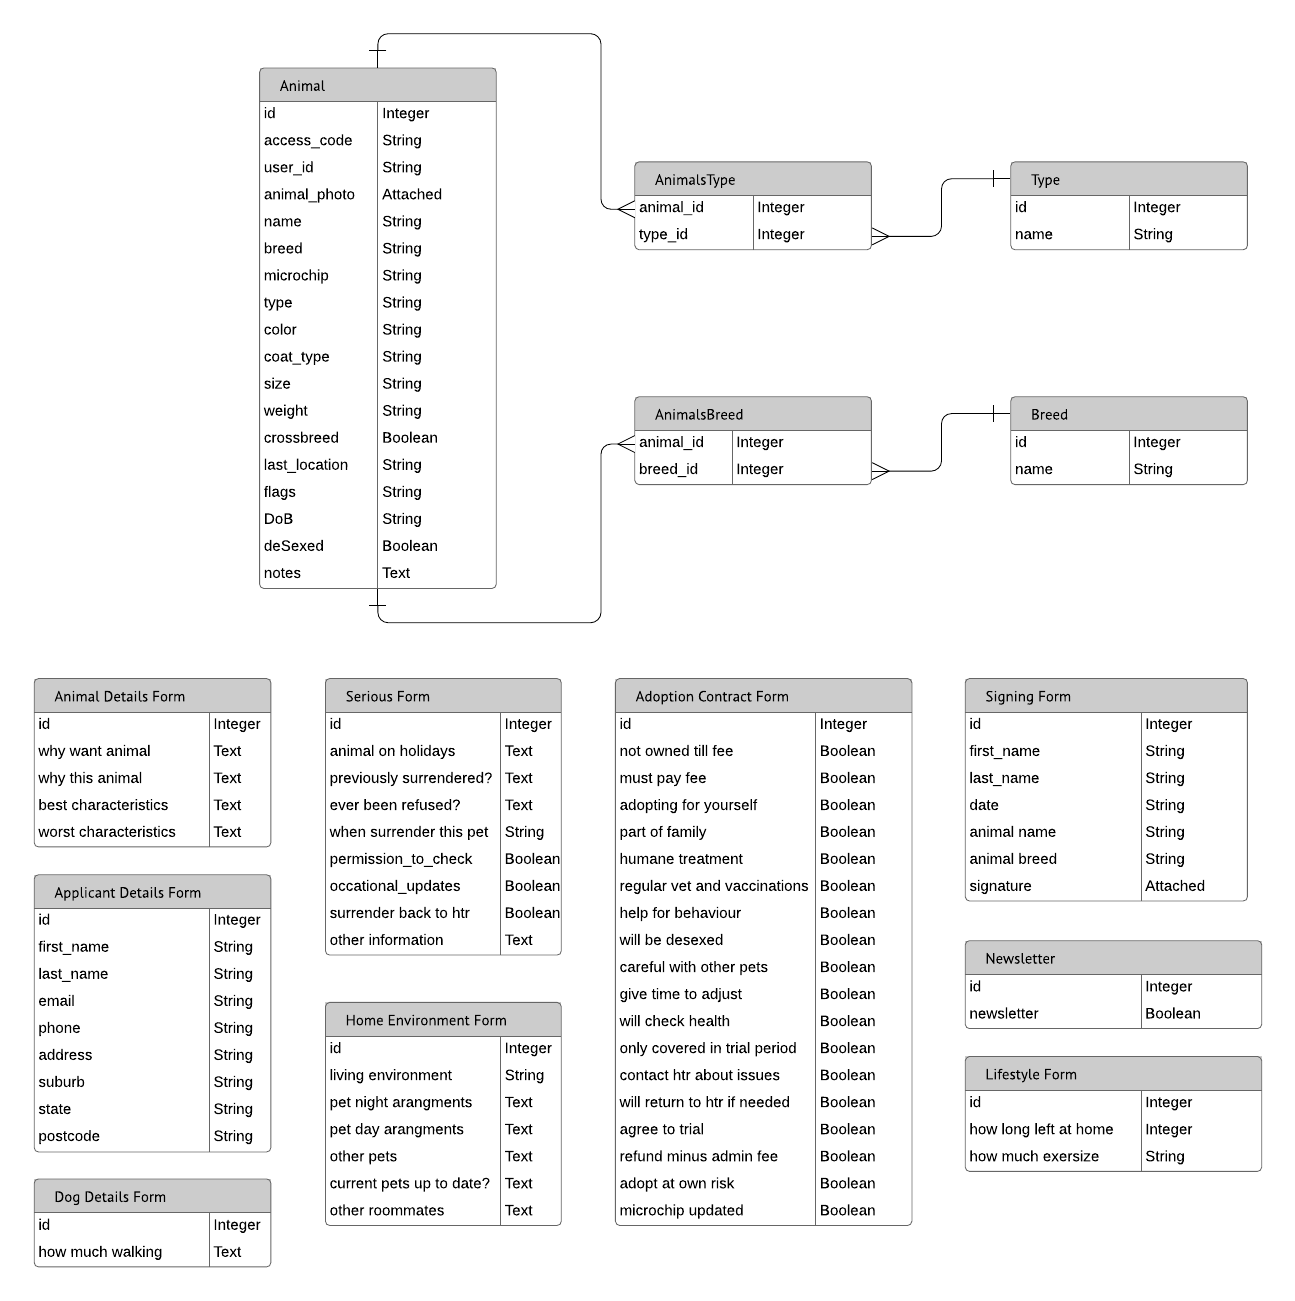 Animal
id Integer
access_code String
user_id String
animal_photo Attached
name String
breed String
microchip String
type String
color String
coat_type String
size String
weight String
crossbreed Boolean
last_location String
flags String
DoB String
deSexed Boolean
notes Text
AnimalsType
animal_id Integer
type_id Integer
Type
id Integer
name String
AnimalsBreed
animal_id Integer
breed_id Integer
Breed
id Integer
name String
Animal Details Form
id Integer
why want animal Text
why this animal Text
best characteristics Text
worst characteristics Text
Applicant Details Form
id Integer
first_name String
last_name String
email String
phone String
address String
suburb String
state String
postcode String
Dog Details Form
id Integer
how much walking Text
Serious Form
id Integer
animal on holidays Text
previously surrendered? Text
ever been refused? Text
when surrender this pet String
permission_to_check Boolean
occational_updates Boolean
surrender back to htr Boolean
other information Text
Home Environment Form
id Integer
living environment String
pet night arangments Text
pet day arangments Text
other pets Text
current pets up to date? Text
other roommates Text
Adoption Contract Form
id Integer
not owned till fee Boolean
must pay fee Boolean
adopting for yourself Boolean
part of family Boolean
humane treatment Boolean
regular vet and vaccinations Boolean
help for behaviour Boolean
will be desexed Boolean
careful with other pets Boolean
give time to adjust Boolean
will check health Boolean
only covered in trial period Boolean
contact htr about issues Boolean
will return to htr if needed Boolean
agree to trial Boolean
refund minus admin fee Boolean
adopt at own risk Boolean
microchip updated Boolean
Signing Form
id Integer
first_name String
last_name String
date String
animal name String
animal breed String
signature Attached
Newsletter
id Integer
newsletter Boolean
Lifestyle Form
id Integer
how long left at home Integer
how much exersize String